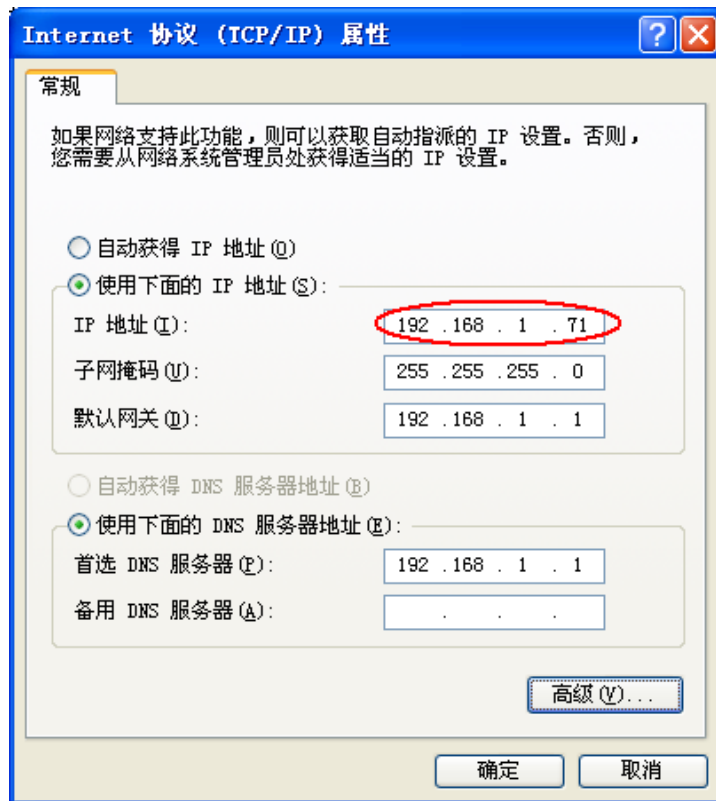 Internet 协议 (TCP/IP) 属性
常规
如果网络支持此功能，则可以获取自动指派的 IP 设置。否则，
您需要从网络系统管理员处获得适当的 IP 设置。
自动获得 IP 地址(O)
使用下面的 IP 地址(S):
IP 地址(I): 192 .168 . 1 . 71
子网掩码(U): 255 .255 .255 . 0
默认网关(D): 192 .168 . 1 . 1
自动获得 DNS 服务器地址(B)
使用下面的 DNS 服务器地址(E):
首选 DNS 服务器(P): 192 .168 . 1 . 1
备用 DNS 服务器(A): . . .
高级(V)...
确定 取消